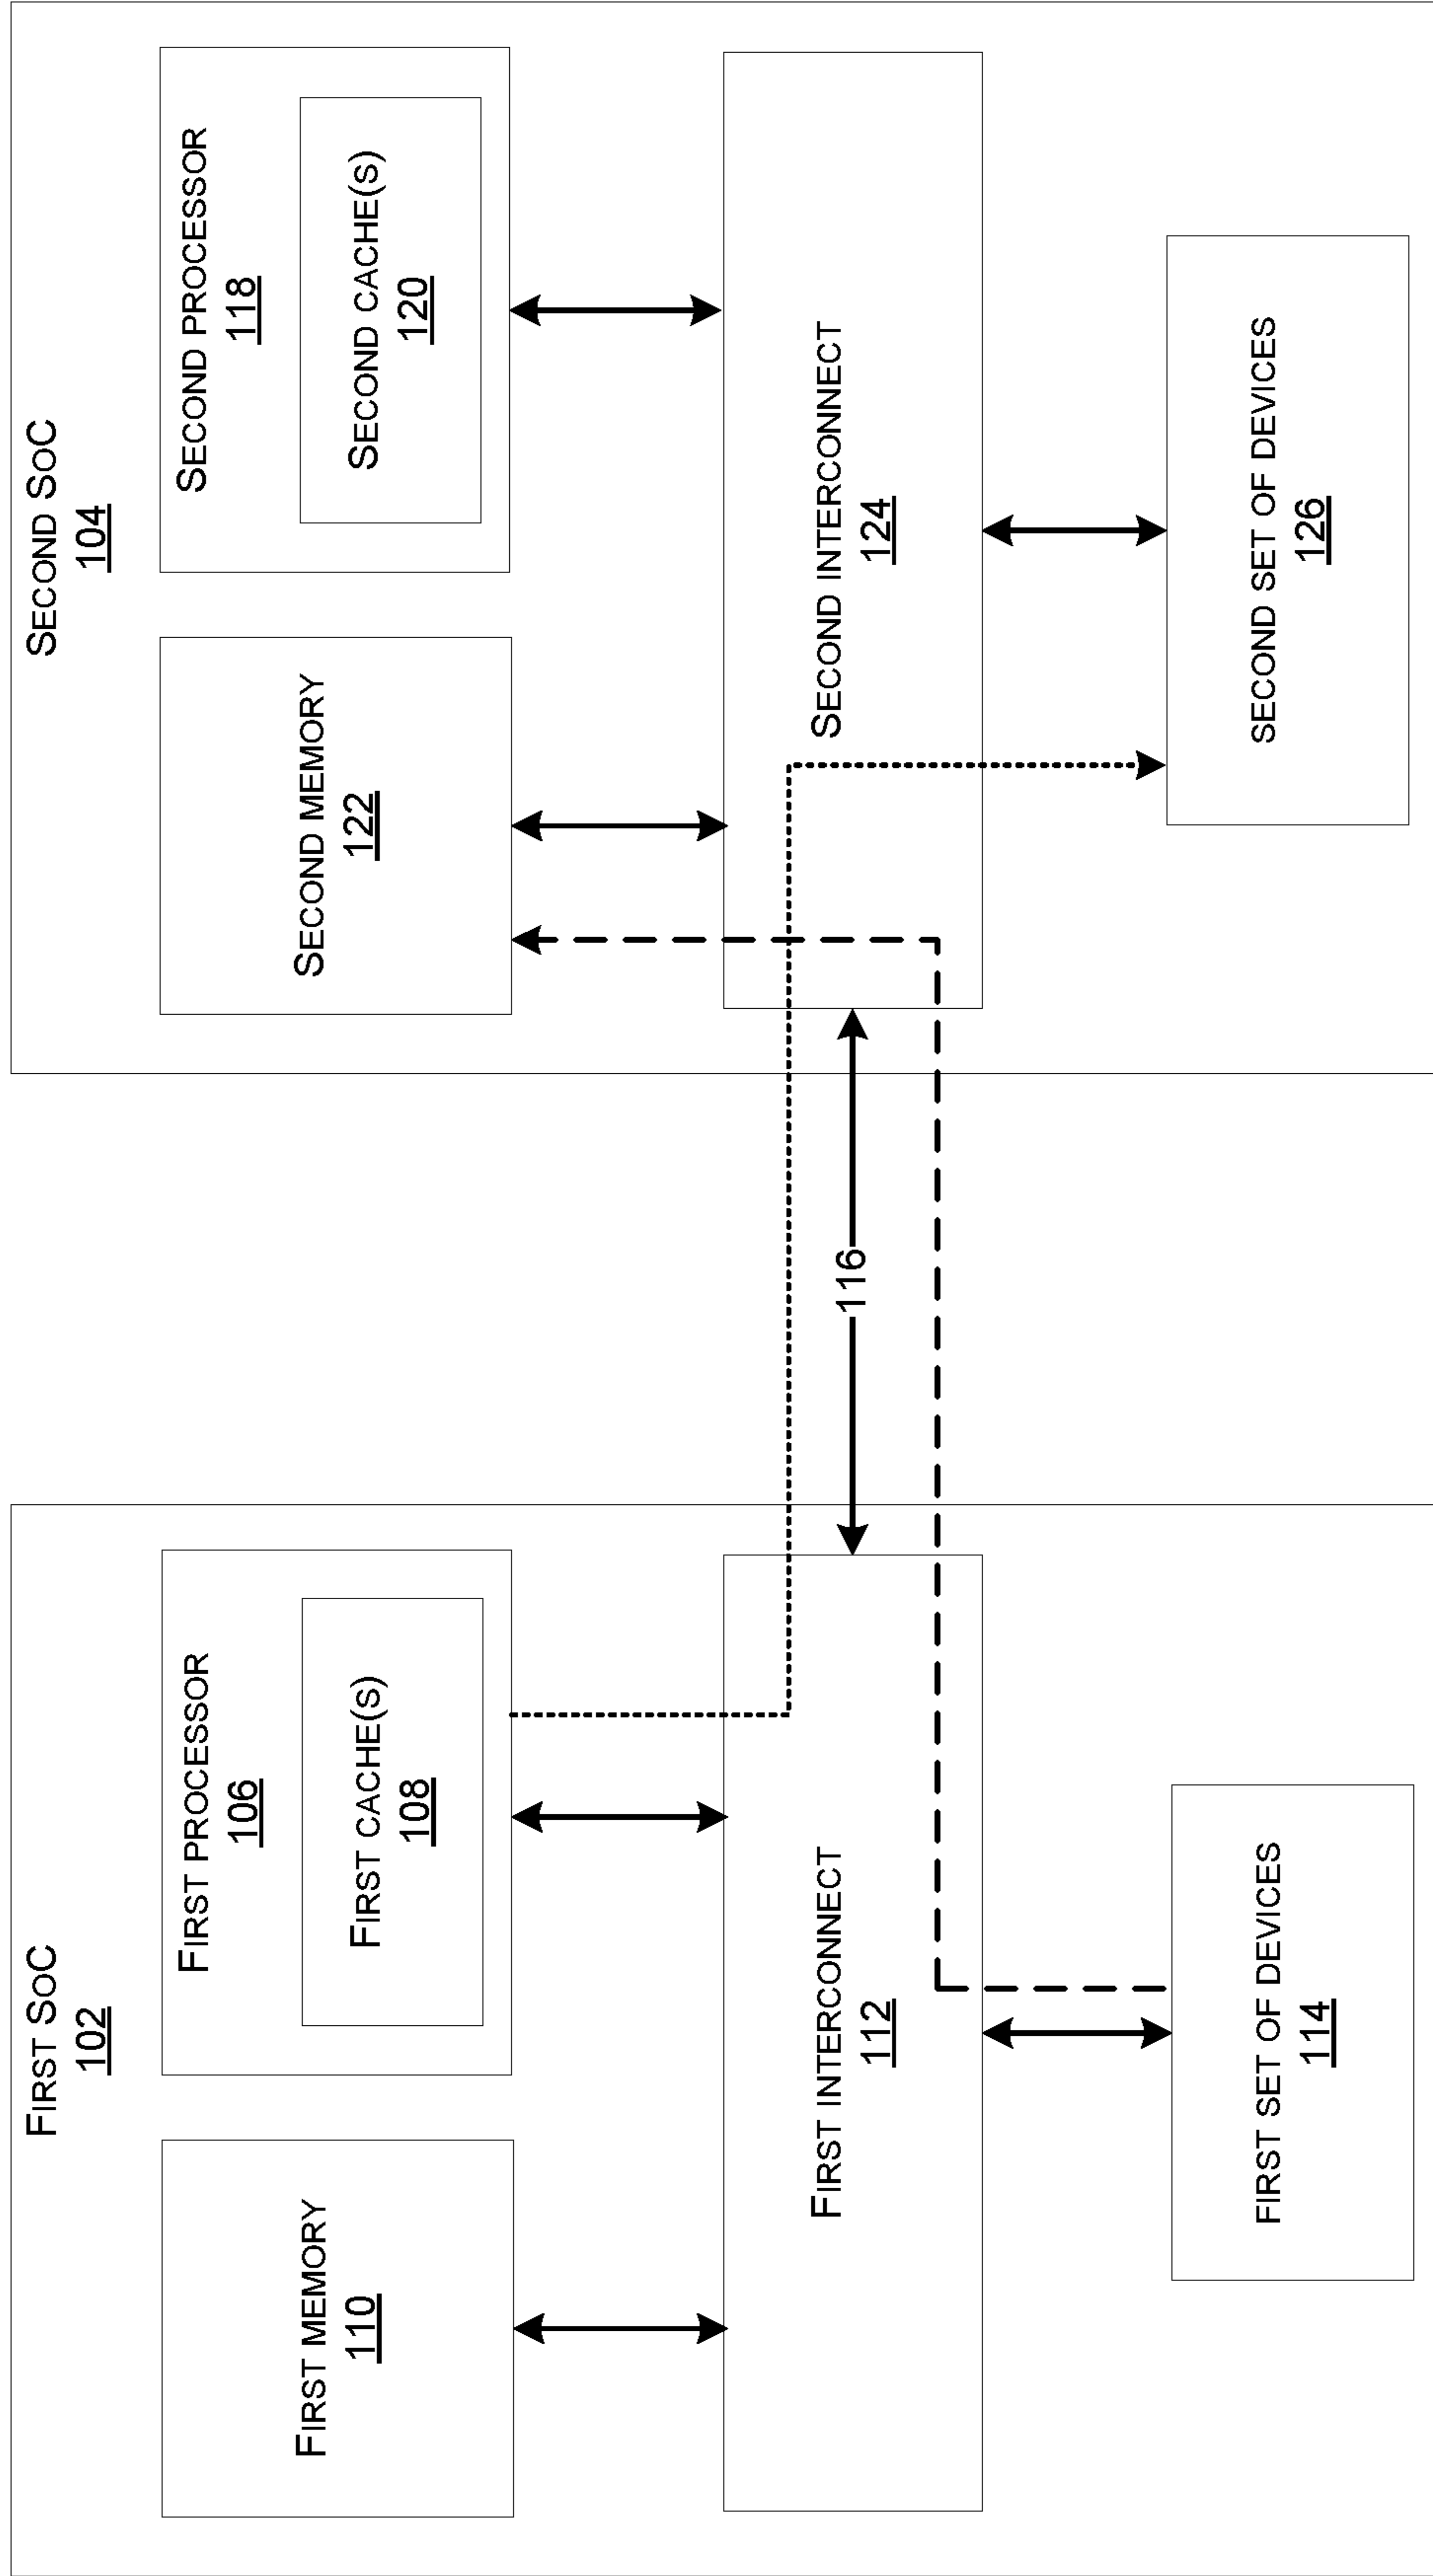 FIRST SOC
102
FIRST MEMORY
110
FIRST PROCESSOR
106
FIRST CACHE(S)
108
FIRST INTERCONNECT
112
FIRST SET OF DEVICES
114
116
SECOND SOC
104
SECOND MEMORY
122
SECOND PROCESSOR
118
SECOND CACHE(S)
120
SECOND INTERCONNECT
124
SECOND SET OF DEVICES
126